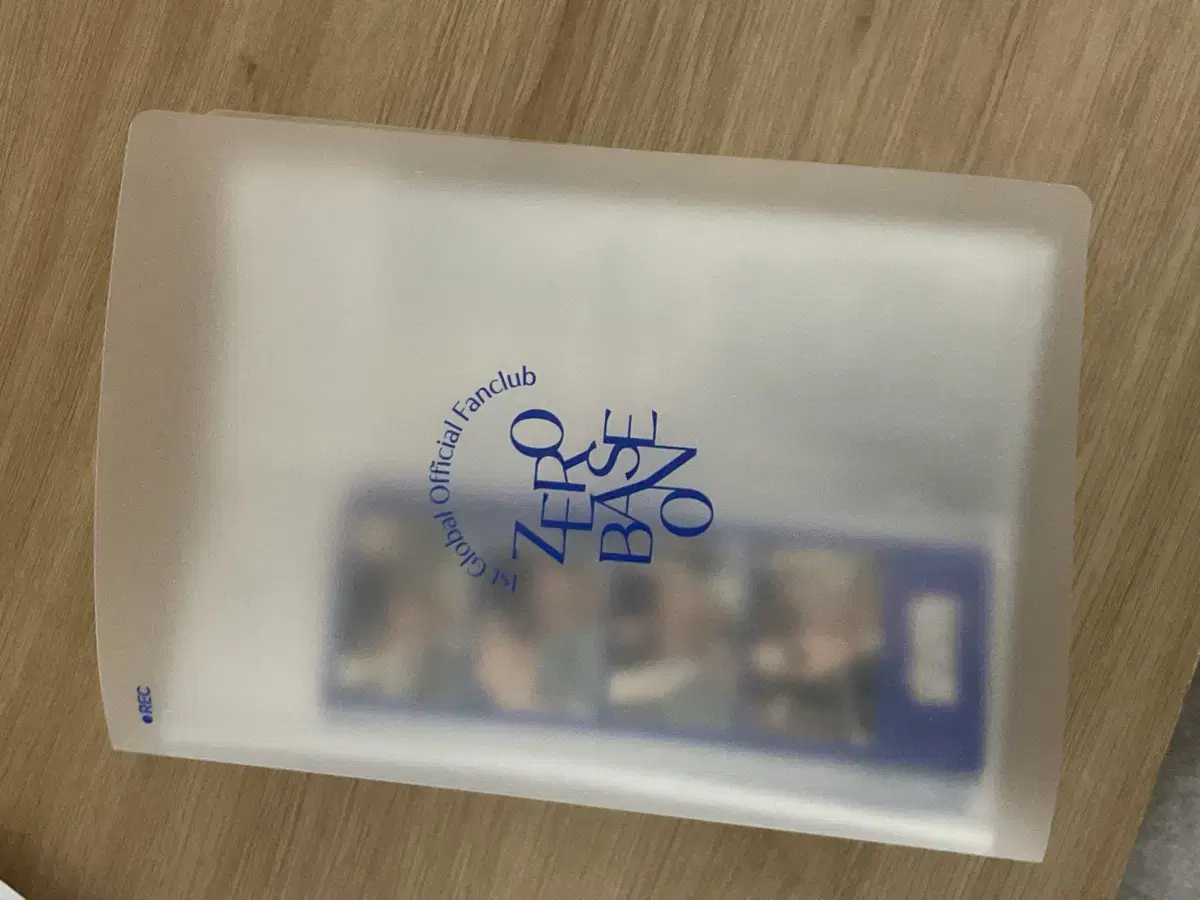 1st Global Official Fanclub
ZERO
BASE
ONE
●REC